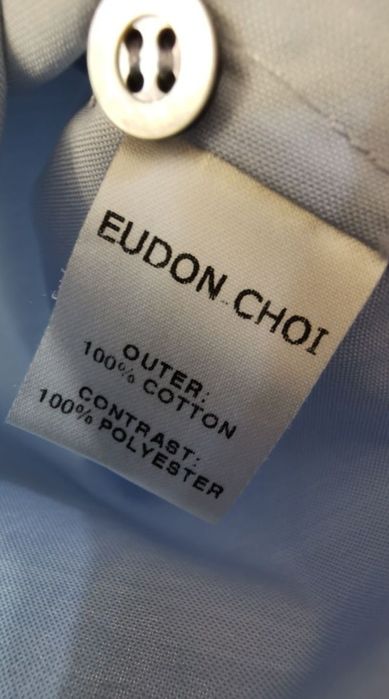 EUDON CHOI
OUTER:
100% COTTON
CONTRAST:
100% POLYESTER